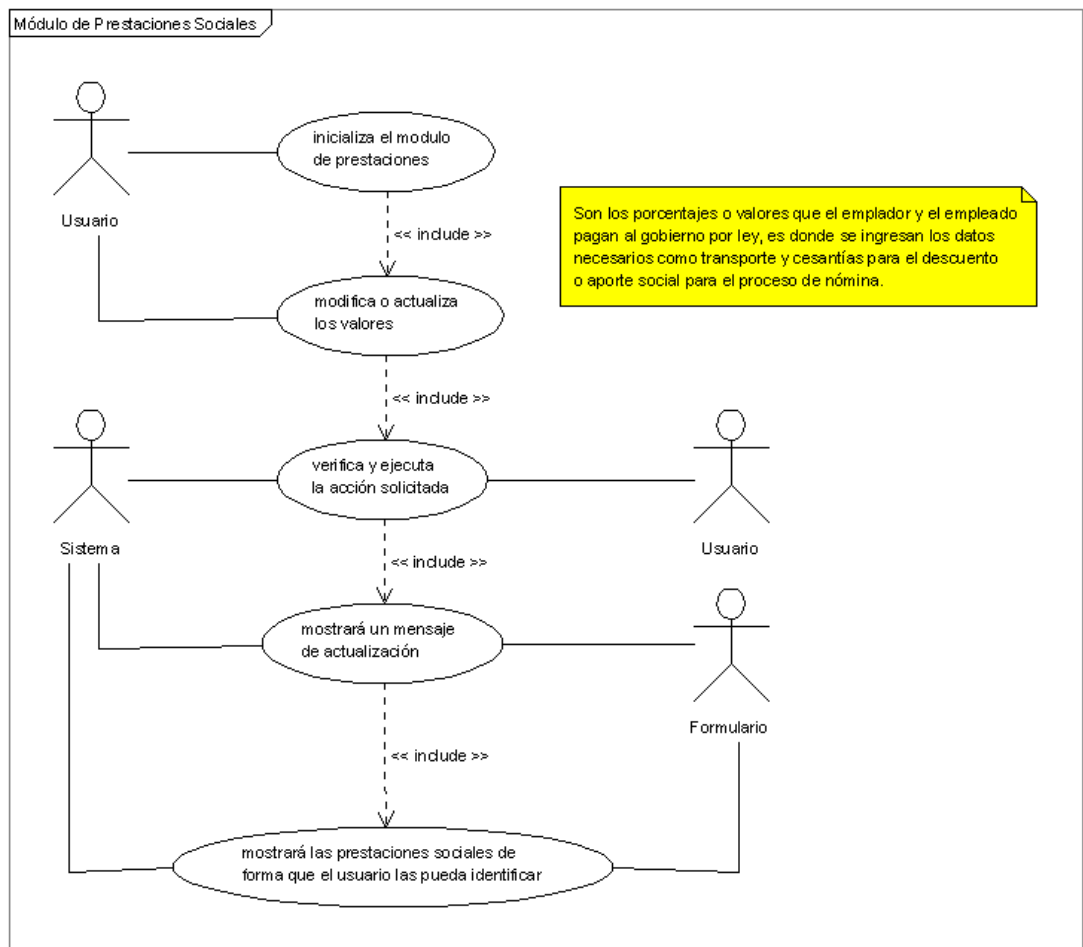 Módulo de Prestaciones Sociales
inicializa el modulo
de prestaciones
Usuario
<< include >>
Son los porcentajes o valores que el emplador y el empleado
pagan al gobierno por ley, es donde se ingresan los datos
necesarios como transporte y cesantías para el descuento
o aporte social para el proceso de nómina.
modifica o actualiza
los valores
<< include >>
verifica y ejecuta
la acción solicitada
Sistema
Usuario
<< include >>
mostrará un mensaje
de actualización
Formulario
<< include >>
mostrará las prestaciones sociales de
forma que el usuario las pueda identificar